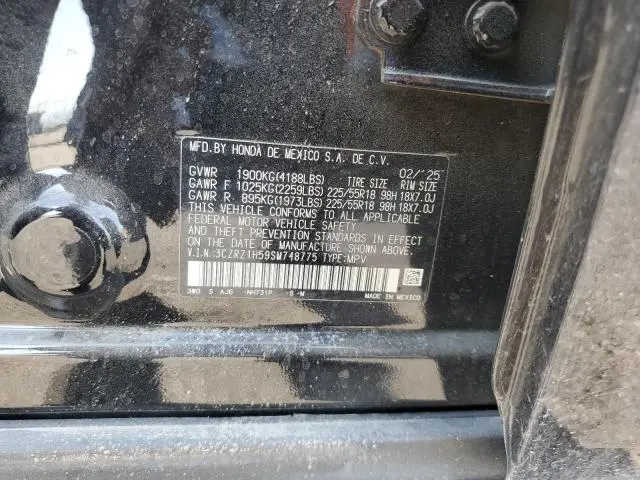 MFD.BY HONDA DE MEXICO S.A. DE C.V.
02/'25
GVWR 1900KG(4188LBS) TIRE SIZE RIM SIZE
GAWR F 1025KG(2259LBS) 225/55R18 98H 18X7.0J
GAWR R 895KG(1973LBS) 225/55R18 98H 18X7.0J
THIS VEHICLE CONFORMS TO ALL APPLICABLE
FEDERAL MOTOR VEHICLE SAFETY
AND THEFT PREVENTION STANDARDS IN EFFECT
ON THE DATE OF MANUFACTURE SHOWN ABOVE.
V.I.N.:3CZRZ1H59SM748775 TYPE:MPV
3W0 S AJ6 -NH731P -S -M
MADE IN MEXICO